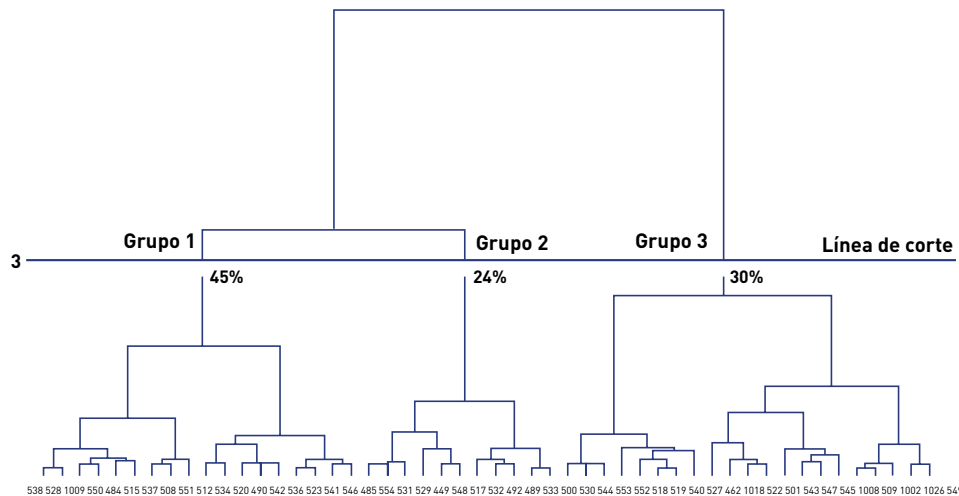 Grupo 1
Grupo 2
Grupo 3
Línea de corte
3
45%
24%
30%
538 528 1009 550 484 515 537 508 551 512 534 520 490 542 536 523 541 546 485 554 531 529 449 548 517 532 492 489 533 500 530 544 553 552 518 519 540 527 462 1018 522 501 543 547 545 1008 509 1002 1026 549